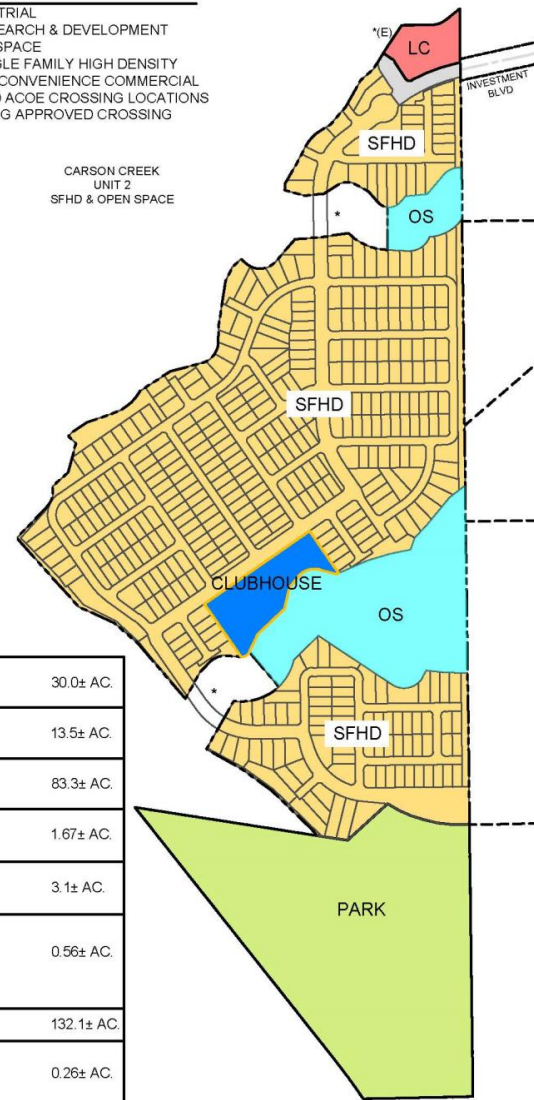 TRIAL
EARCH & DEVELOPMENT
SPACE
GLE FAMILY HIGH DENSITY
CONVENIENCE COMMERCIAL
) ACOE CROSSING LOCATIONS
G APPROVED CROSSING
*(E)
LC
INVESTMENT
BLVD
SFHD
CARSON CREEK
UNIT 2
SFHD & OPEN SPACE
*
OS
SFHD
CLUBHOUSE
OS
*
SFHD
30.0± AC.
13.5± AC.
83.3± AC.
1.67± AC.
3.1± AC.
0.56± AC.
132.1± AC.
0.26± AC.
PARK